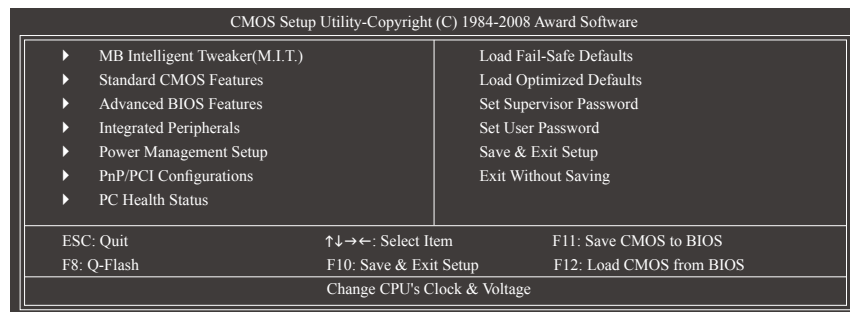 CMOS Setup Utility-Copyright (C) 1984-2008 Award Software
MB Intelligent Tweaker(M.I.T.)
Standard CMOS Features
Advanced BIOS Features
Integrated Peripherals
Power Management Setup
PnP/PCI Configurations
PC Health Status
Load Fail-Safe Defaults
Load Optimized Defaults
Set Supervisor Password
Set User Password
Save & Exit Setup
Exit Without Saving
ESC: Quit ↑↓→←: Select Item F11: Save CMOS to BIOS
F8: Q-Flash F10: Save & Exit Setup F12: Load CMOS from BIOS
Change CPU's Clock & Voltage